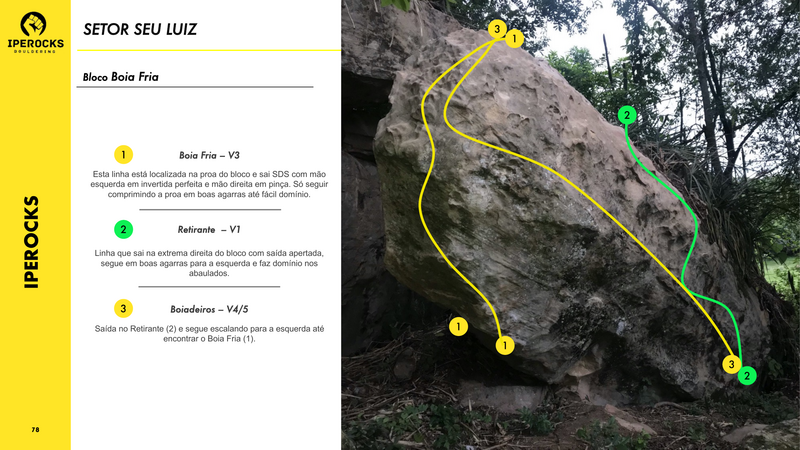 IPEROCKS
BOULDERING
SETOR SEU LUIZ
Bloco Boia Fria
1
Boia Fria – V3
Esta linha está localizada na proa do bloco e sai SDS com mão
esquerda em invertida perfeita e mão direita em pinça. Só seguir
comprimindo a proa em boas agarras até fácil domínio.
2
Retirante – V1
Linha que sai na extrema direita do bloco com saída apertada,
segue em boas agarras para a esquerda e faz domínio nos
abaulados.
3
Boiadeiros – V4/5
Saída no Retirante (2) e segue escalando para a esquerda até
encontrar o Boia Fria (1).
IPEROCKS
78
3
1
2
1
1
3
2